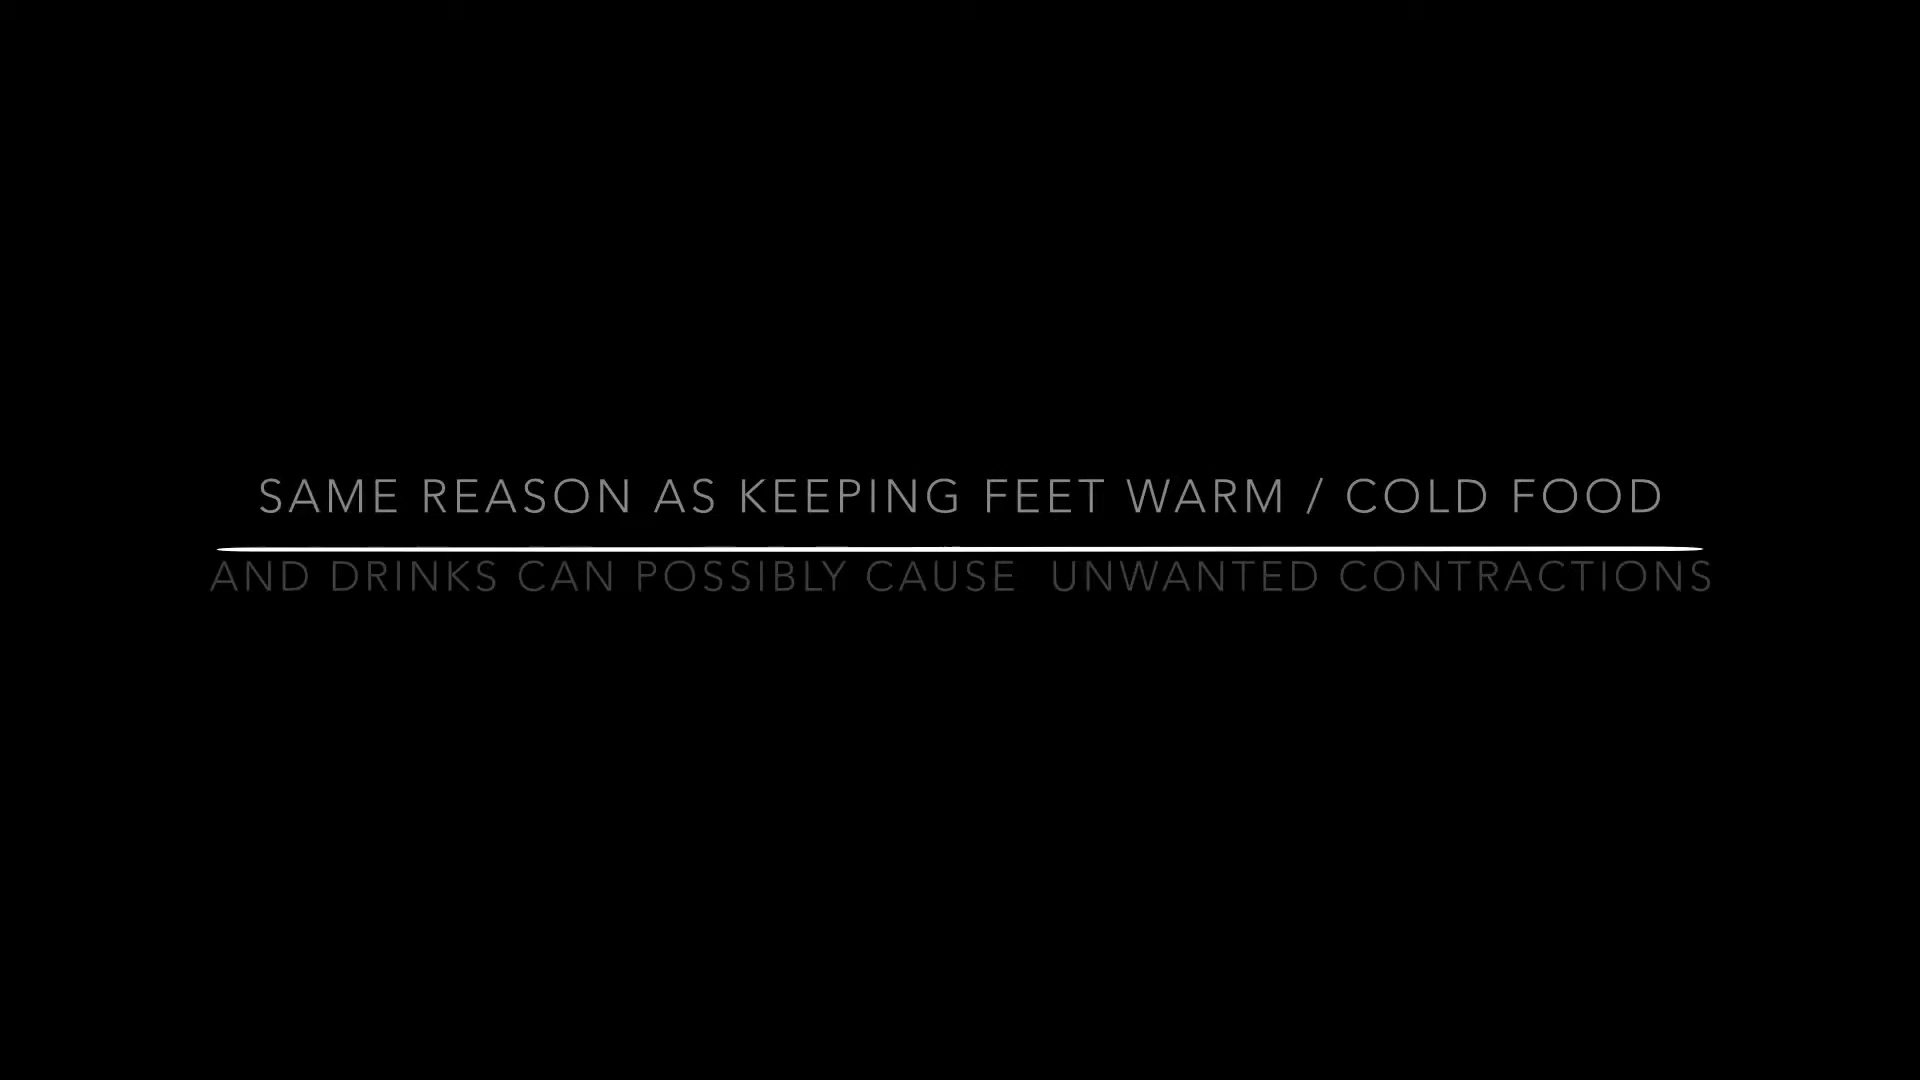 SAME REASON AS KEEPING FEET WARM / COLD FOOD
AND DRINKS CAN POSSIBLY CAUSE  UNWANTED CONTRACTIONS